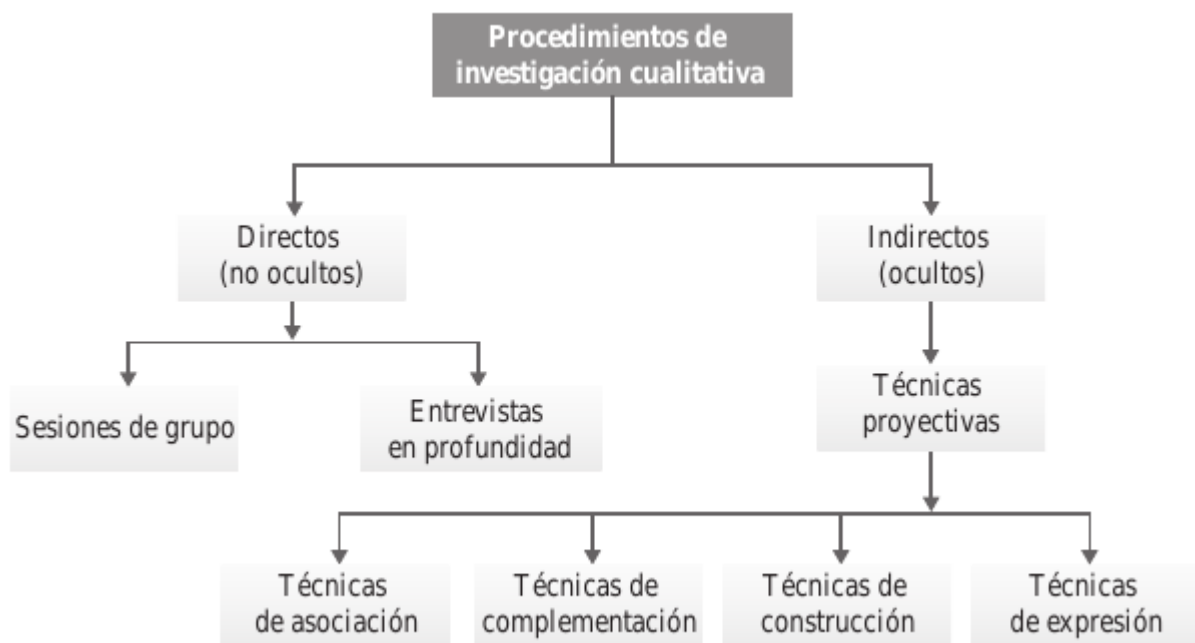 Procedimientos de
investigación cualitativa
Directos
(no ocultos)
Indirectos
(ocultos)
Sesiones de grupo
Entrevistas
en profundidad
Técnicas
proyectivas
Técnicas
de asociación
Técnicas de
complementación
Técnicas de
construcción
Técnicas
de expresión